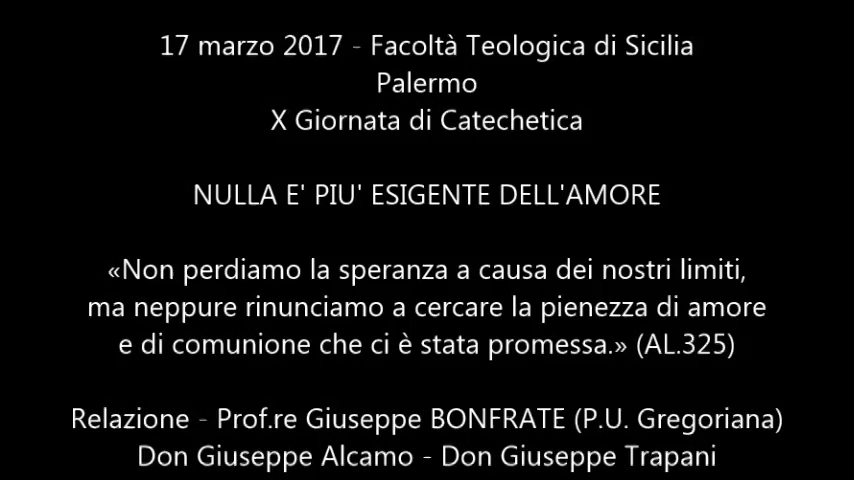 17 marzo 2017 - Facoltà Teologica di Sicilia
Palermo
X Giornata di Catechetica
NULLA E' PIU' ESIGENTE DELL'AMORE
«Non perdiamo la speranza a causa dei nostri limiti,
ma neppure rinunciamo a cercare la pienezza di amore
e di comunione che ci è stata promessa.» (AL.325)
Relazione - Prof.re Giuseppe BONFRATE (P.U. Gregoriana)
Don Giuseppe Alcamo - Don Giuseppe Trapani